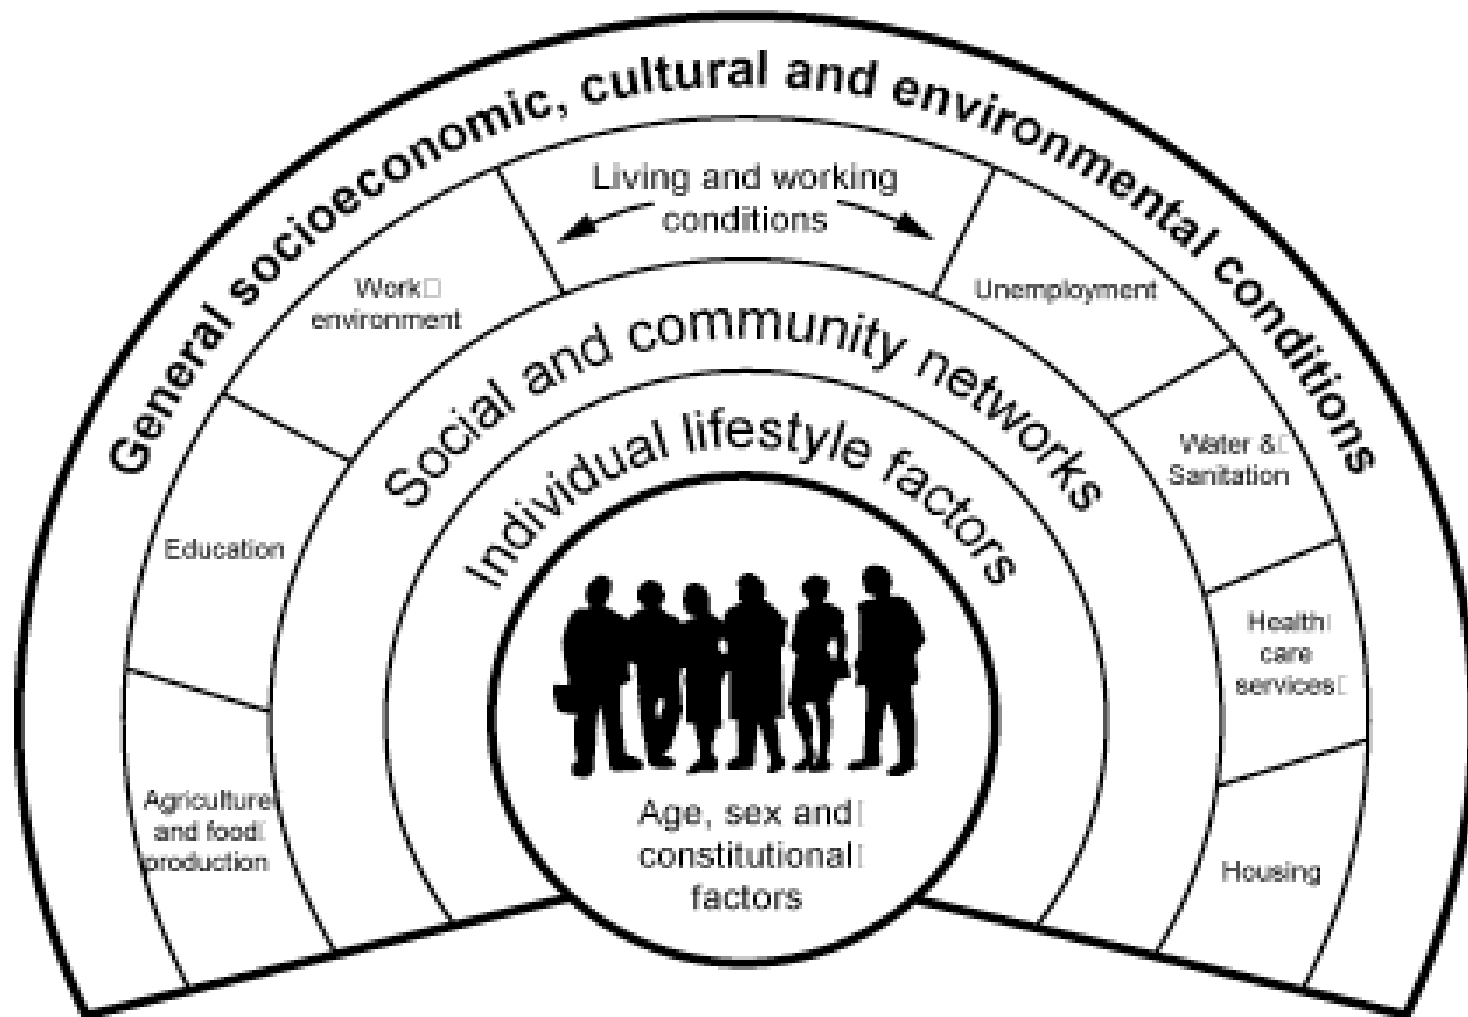 General socioeconomic, cultural and environmental conditions
Living and working
conditions
Work
environment
Unemployment
Social and community networks
Water &
Sanitation
Individual lifestyle factors
Education
Health
care
services
Agriculture
and food
production
Housing
Age, sex and
constitutional
factors